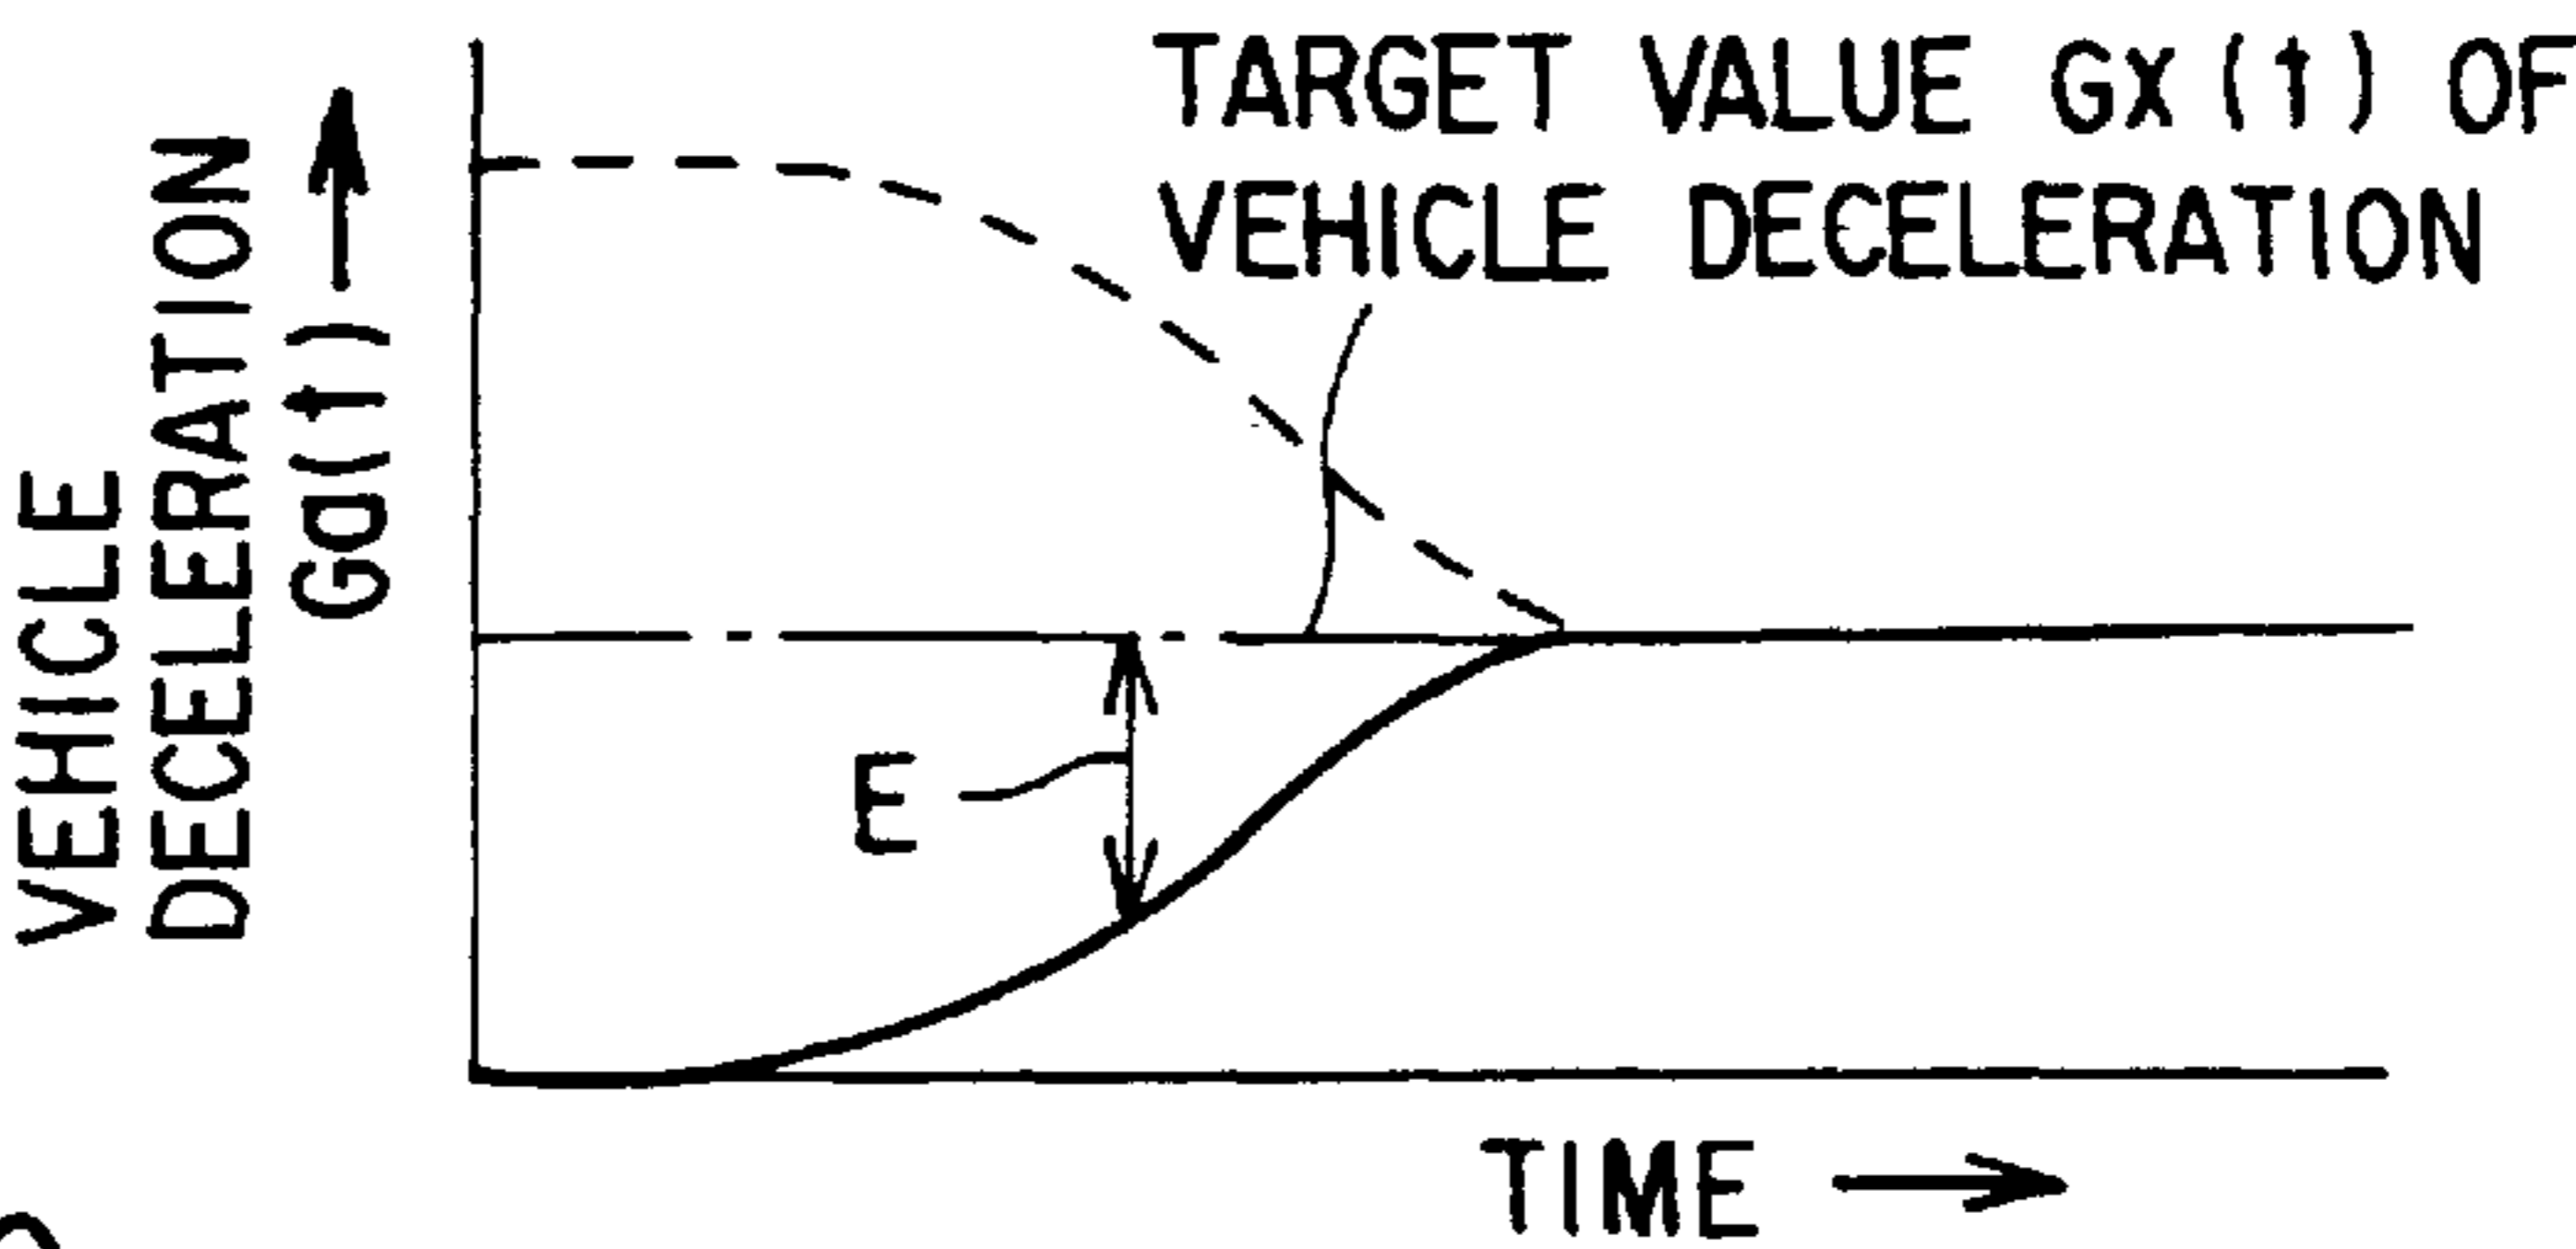 VEHICLE
DECELERATION
Ga(t)
TARGET VALUE GX (t) OF
VEHICLE DECELERATION
E
TIME